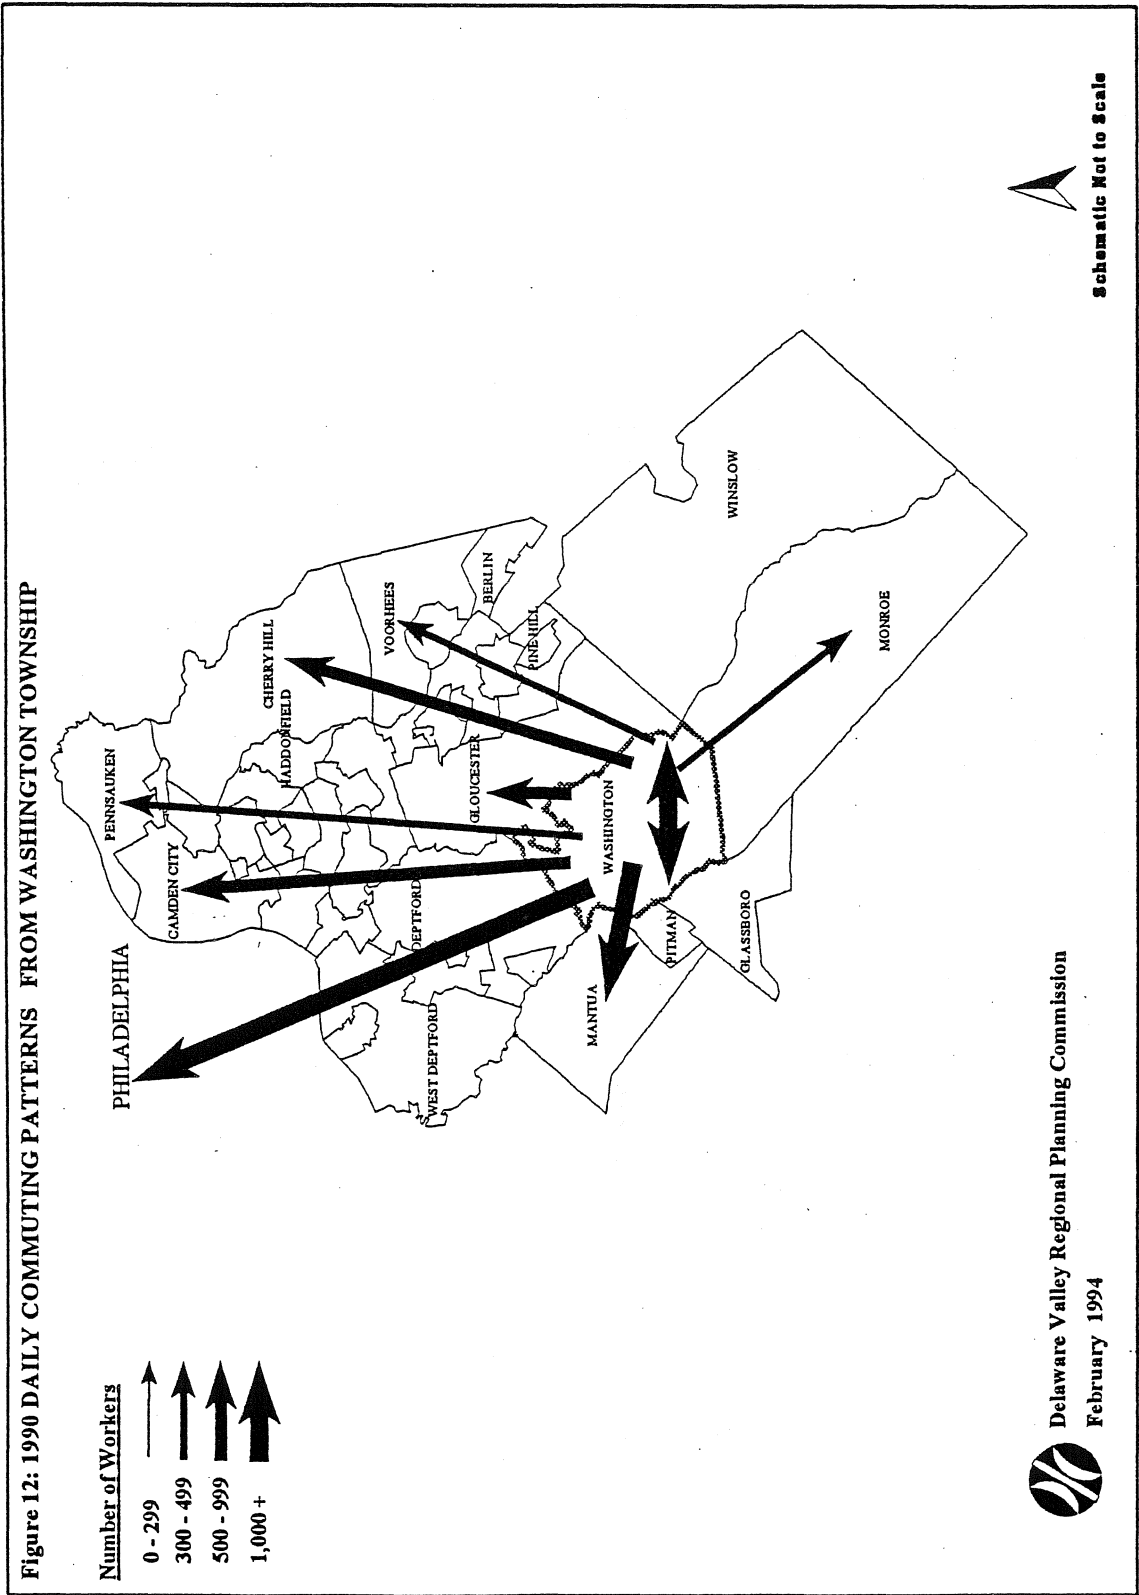 Figure 12: 1990 DAILY COMMUTING PATTERNS FROM WASHINGTON TOWNSHIP
Number of Workers
0 - 299
300 - 499
500 - 999
1,000 +
PHILADELPHIA
PENNSAUKEN
CAMDEN CITY
CHERRY HILL
HADDONFIELD
VOORHEES
BERLIN
PINE HILL
GLOUCESTER
DEPTFORD
WEST DEPTFORD
MANTUA
WASHINGTON
PITMAN
GLASSBORO
WINSLOW
MONROE
Schematic Not to Scale
Delaware Valley Regional Planning Commission
February 1994